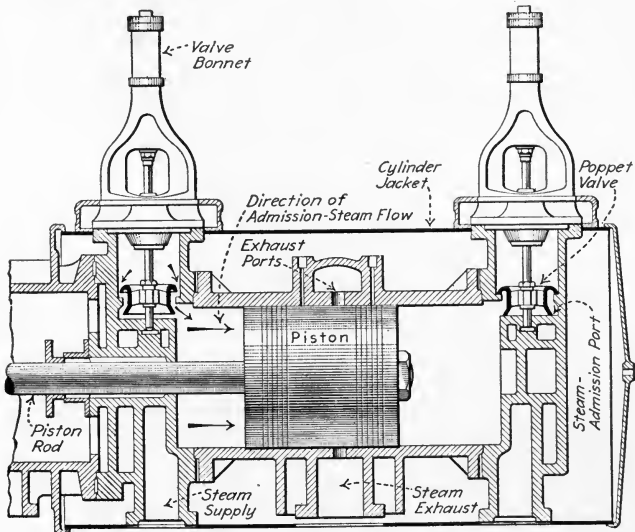 Valve
Bonnet
Cylinder
Jacket
Poppet
Valve
Direction of
Admission-Steam Flow
Exhaust
Ports
Piston
Steam-
Admission Port
Piston
Rod
Steam
Supply
Steam
Exhaust